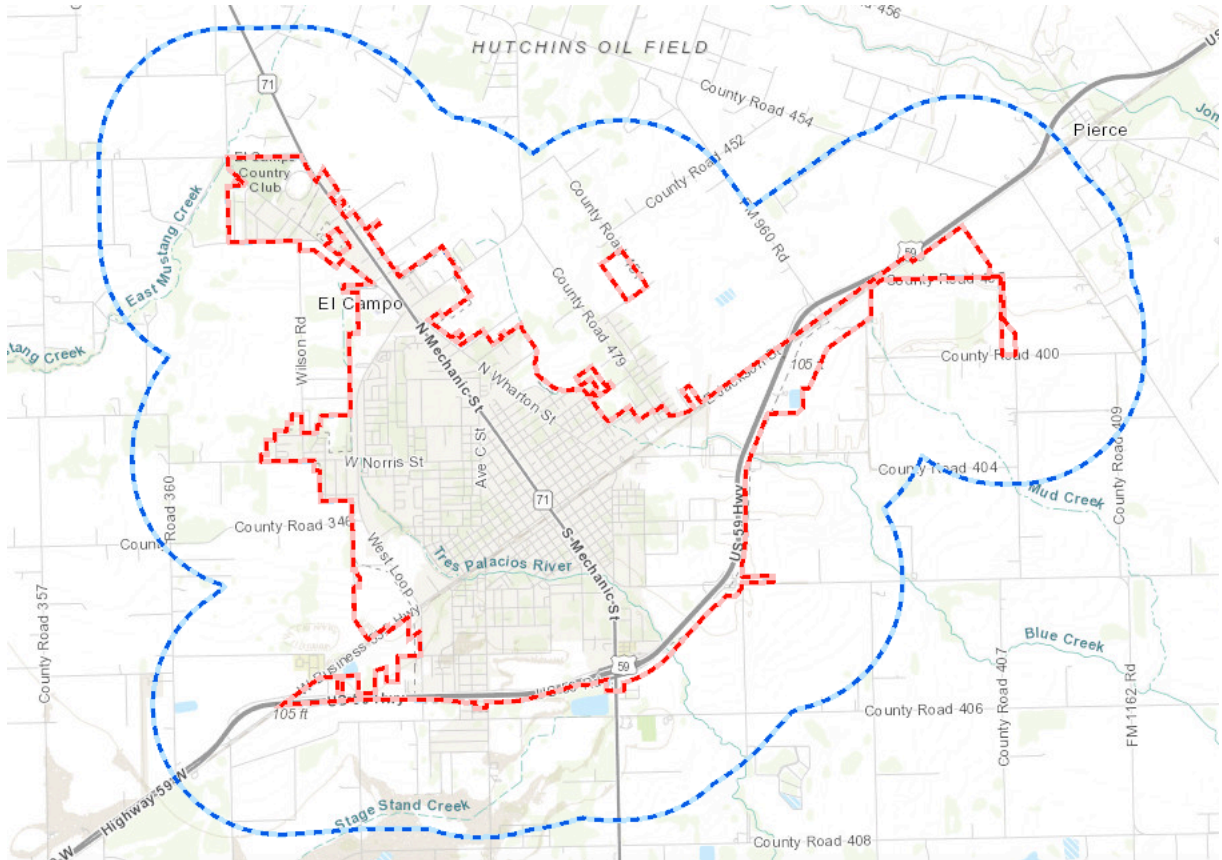 HUTCHINS OIL FIELD
71
County Road 454
Pierce
County Road 452
El Campo
Country
Club
East Mustang Creek
FM 960 Rd
59
County Road 479
El Campo
Wilson Rd
N Mechanic St
N Wharton St
105
County Road 400
W Norris St
Ave C St
County Road 404
County Road 409
Mud Creek
Road 360
71
County Road 346
US 59 Hwy
West Loop
Tres Palacios River
S Mechanic St
County Road 357
Blue Creek
County Road 407
59
FM 1162 Rd
105 ft
County Road 406
Highway 59 W
Stage Stand Creek
County Road 408